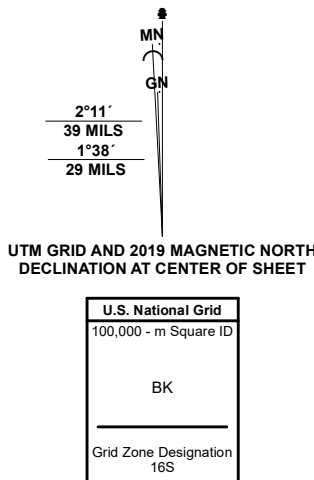 MN
GN
2°11´
39 MILS
1°38´
29 MILS
UTM GRID AND 2019 MAGNETIC NORTH
DECLINATION AT CENTER OF SHEET
U.S. National Grid
100,000 - m Square ID
BK
Grid Zone Designation
16S